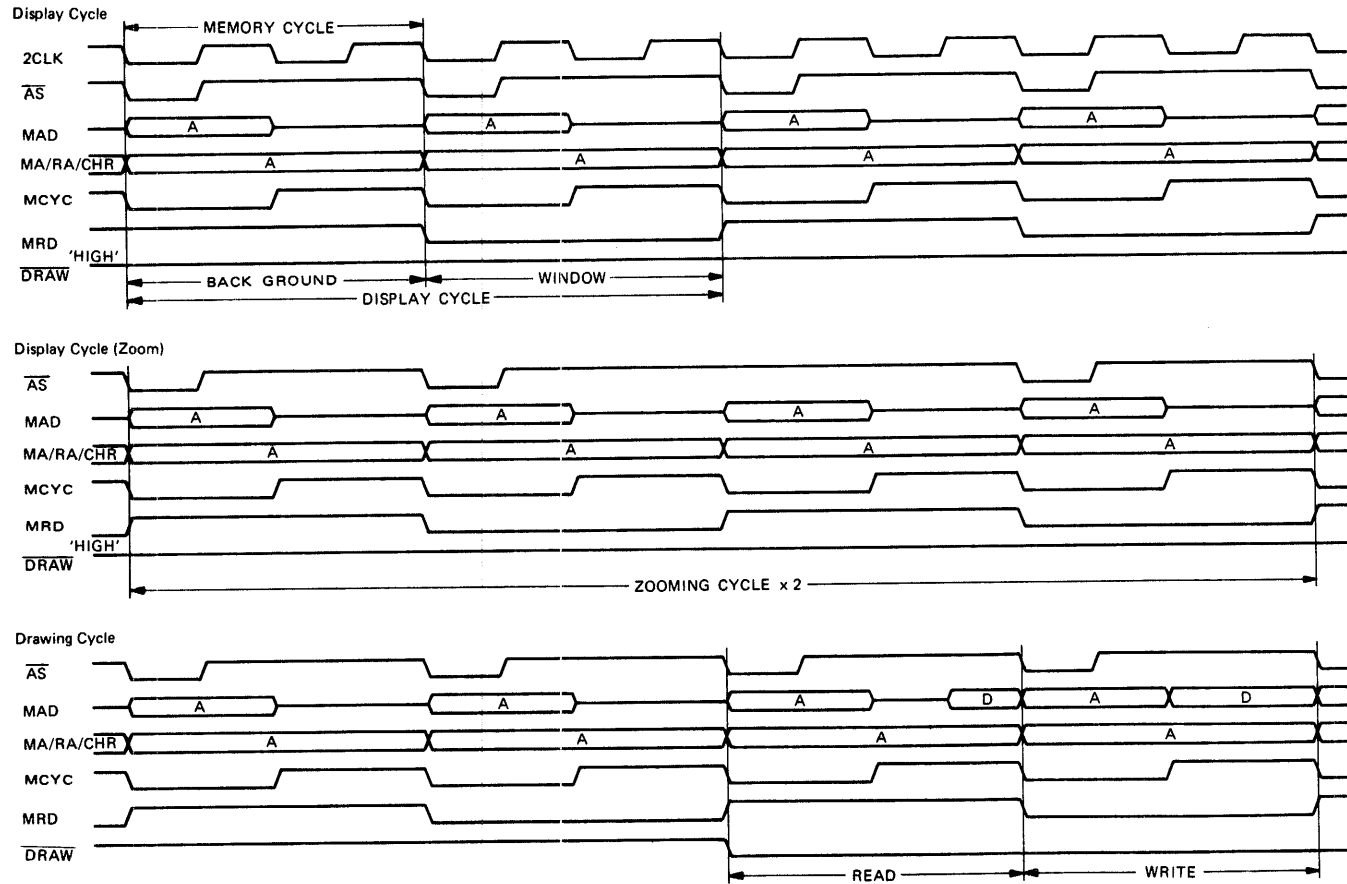 Display Cycle
MEMORY CYCLE
2CLK
AS
MAD A A A A
MA/RA/CHR A A A A
MCYC
MRD
'HIGH'
DRAW
BACK GROUND WINDOW
DISPLAY CYCLE
Display Cycle (Zoom)
AS
MAD A A A A
MA/RA/CHR A A A A
MCYC
MRD
'HIGH'
DRAW
ZOOMING CYCLE x 2
Drawing Cycle
AS
MAD A A A D A D
MA/RA/CHR A A A A
MCYC
MRD
DRAW
READ WRITE